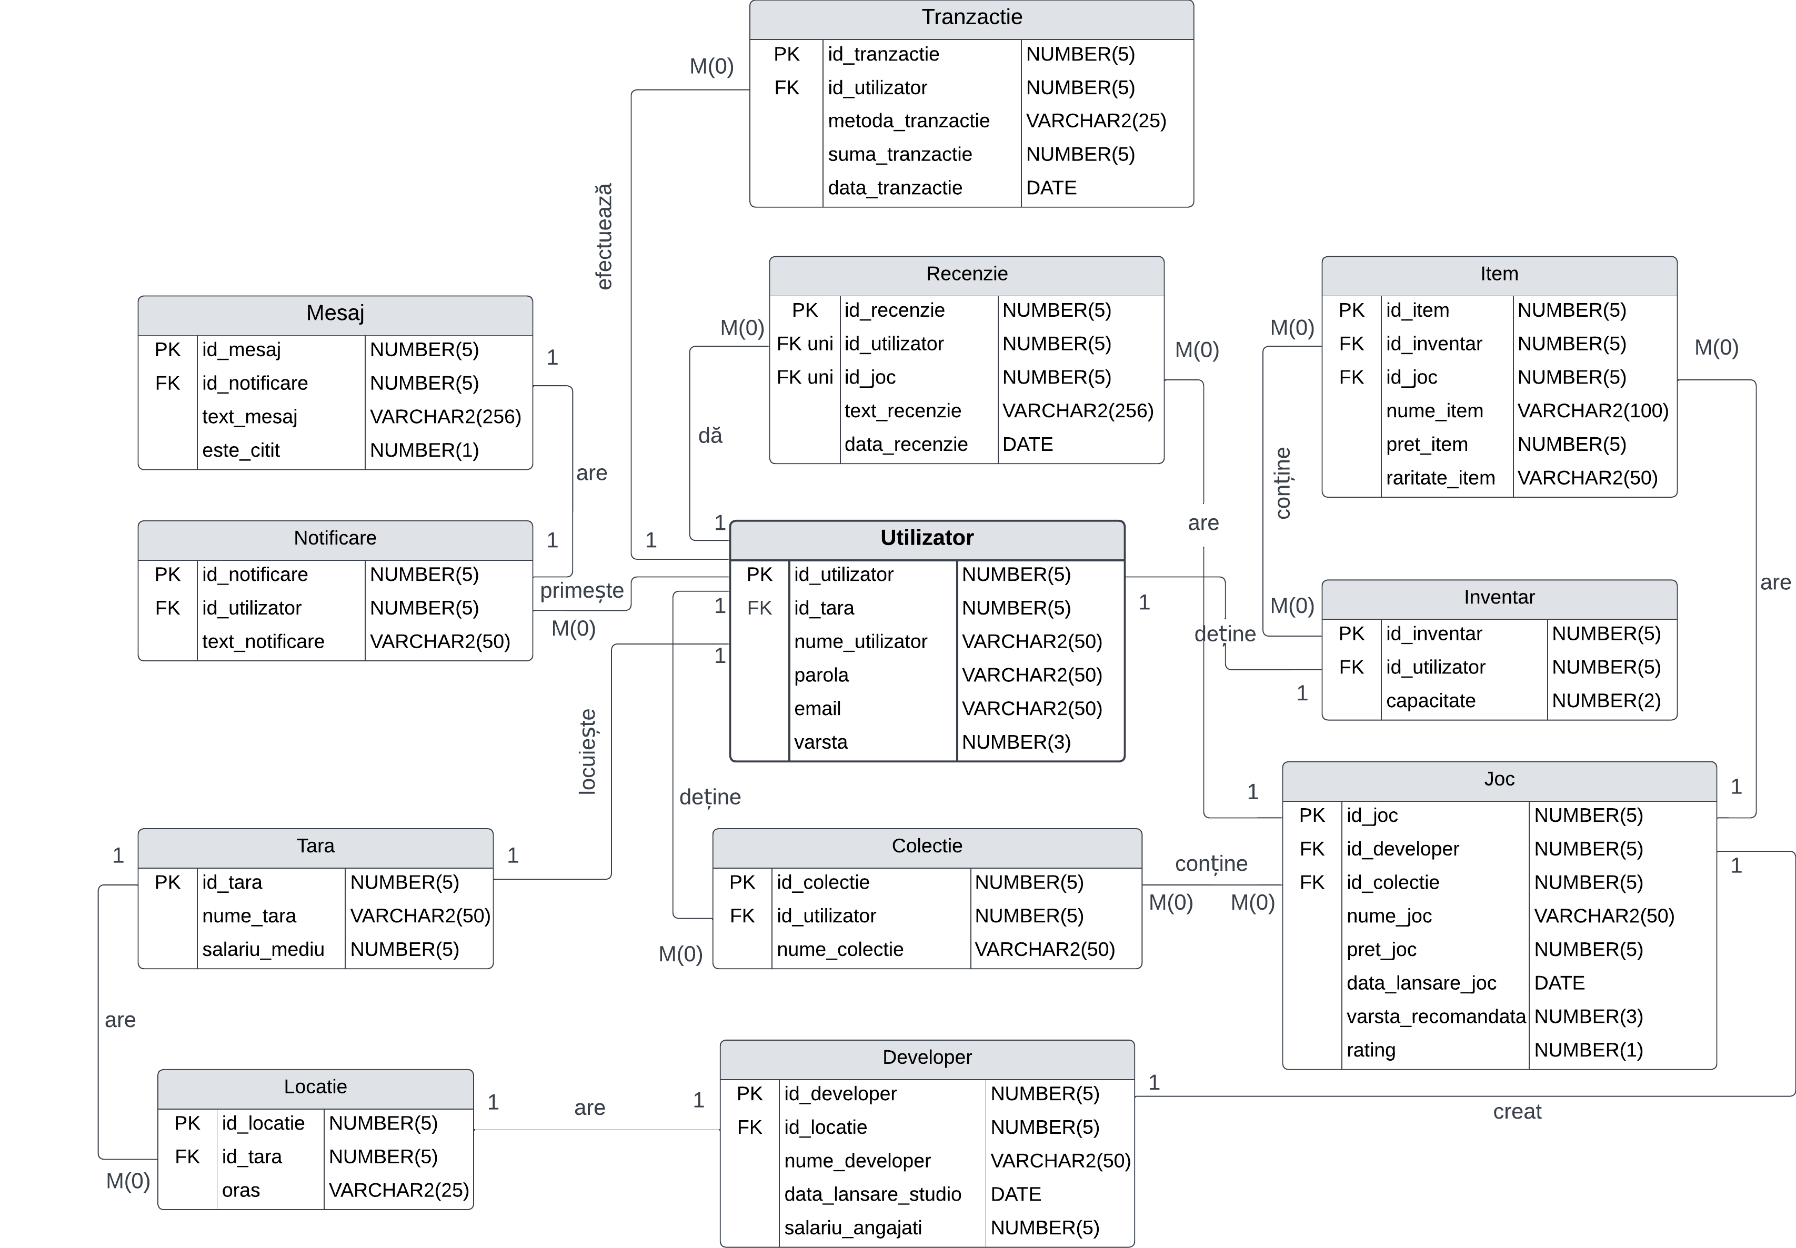 Tranzactie
PK id_tranzactie NUMBER(5)
FK id_utilizator NUMBER(5)
metoda_tranzactie VARCHAR2(25)
suma_tranzactie NUMBER(5)
data_tranzactie DATE
M(0)
efectuează
1
Recenzie
PK id_recenzie NUMBER(5)
FK uni id_utilizator NUMBER(5)
FK uni id_joc NUMBER(5)
text_recenzie VARCHAR2(256)
data_recenzie DATE
M(0)
dă
1
M(0)
are
1
Item
PK id_item NUMBER(5)
FK id_inventar NUMBER(5)
FK id_joc NUMBER(5)
nume_item VARCHAR2(100)
pret_item NUMBER(5)
raritate_item VARCHAR2(50)
M(0)
conține
M(0)
M(0)
are
1
Mesaj
PK id_mesaj NUMBER(5)
FK id_notificare NUMBER(5)
text_mesaj VARCHAR2(256)
este_citit NUMBER(1)
1
are
1
Notificare
PK id_notificare NUMBER(5)
FK id_utilizator NUMBER(5)
text_notificare VARCHAR2(50)
primește
M(0)
1
Utilizator
PK id_utilizator NUMBER(5)
FK id_tara NUMBER(5)
nume_utilizator VARCHAR2(50)
parola VARCHAR2(50)
email VARCHAR2(50)
varsta NUMBER(3)
1
deține
1
Inventar
PK id_inventar NUMBER(5)
FK id_utilizator NUMBER(5)
capacitate NUMBER(2)
1
locuiește
1
deține
M(0)
Tara
PK id_tara NUMBER(5)
nume_tara VARCHAR2(50)
salariu_mediu NUMBER(5)
Colectie
PK id_colectie NUMBER(5)
FK id_utilizator NUMBER(5)
nume_colectie VARCHAR2(50)
conține
M(0) M(0)
Joc
PK id_joc NUMBER(5)
FK id_developer NUMBER(5)
FK id_colectie NUMBER(5)
nume_joc VARCHAR2(50)
pret_joc NUMBER(5)
data_lansare_joc DATE
varsta_recomandata NUMBER(3)
rating NUMBER(1)
1
are
M(0)
Locatie
PK id_locatie NUMBER(5)
FK id_tara NUMBER(5)
oras VARCHAR2(25)
1 are 1
Developer
PK id_developer NUMBER(5)
FK id_locatie NUMBER(5)
nume_developer VARCHAR2(50)
data_lansare_studio DATE
salariu_angajati NUMBER(5)
1
creat
1